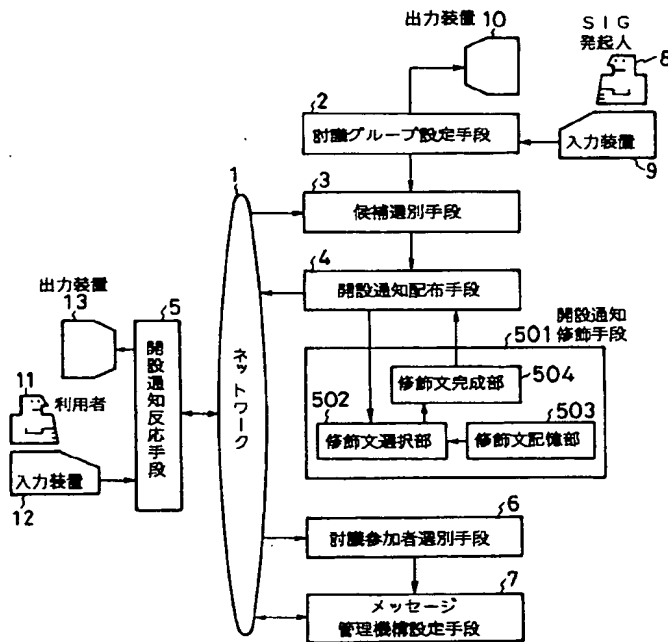 出力装置
10
SIG
発起人
8
2
討議グループ設定手段
入力装置
9
1
3
候補選別手段
4
開設通知配布手段
出力装置
13
5
開設通知反応手段
11
利用者
入力装置
12
ネットワーク
開設通知
501修飾手段
修飾文完成部
504
502
503
修飾文選択部
修飾文記憶部
6
討議参加者選別手段
7
メッセージ
管理機構設定手段